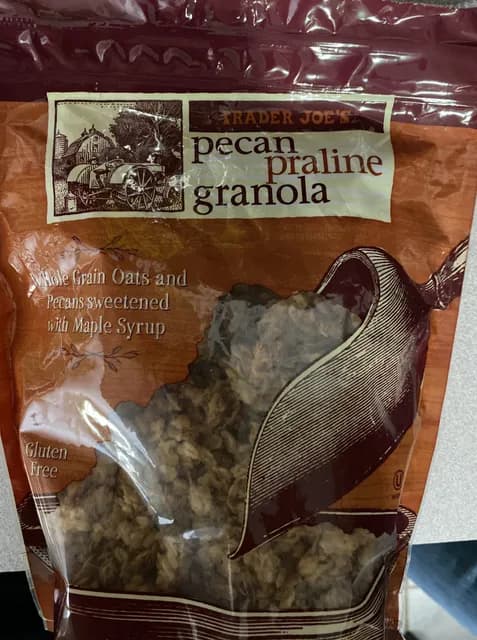 TRADER JOE'S
pecan
praline
granola
Whole Grain Oats and
Pecans sweetened
with Maple Syrup
Gluten
Free
U